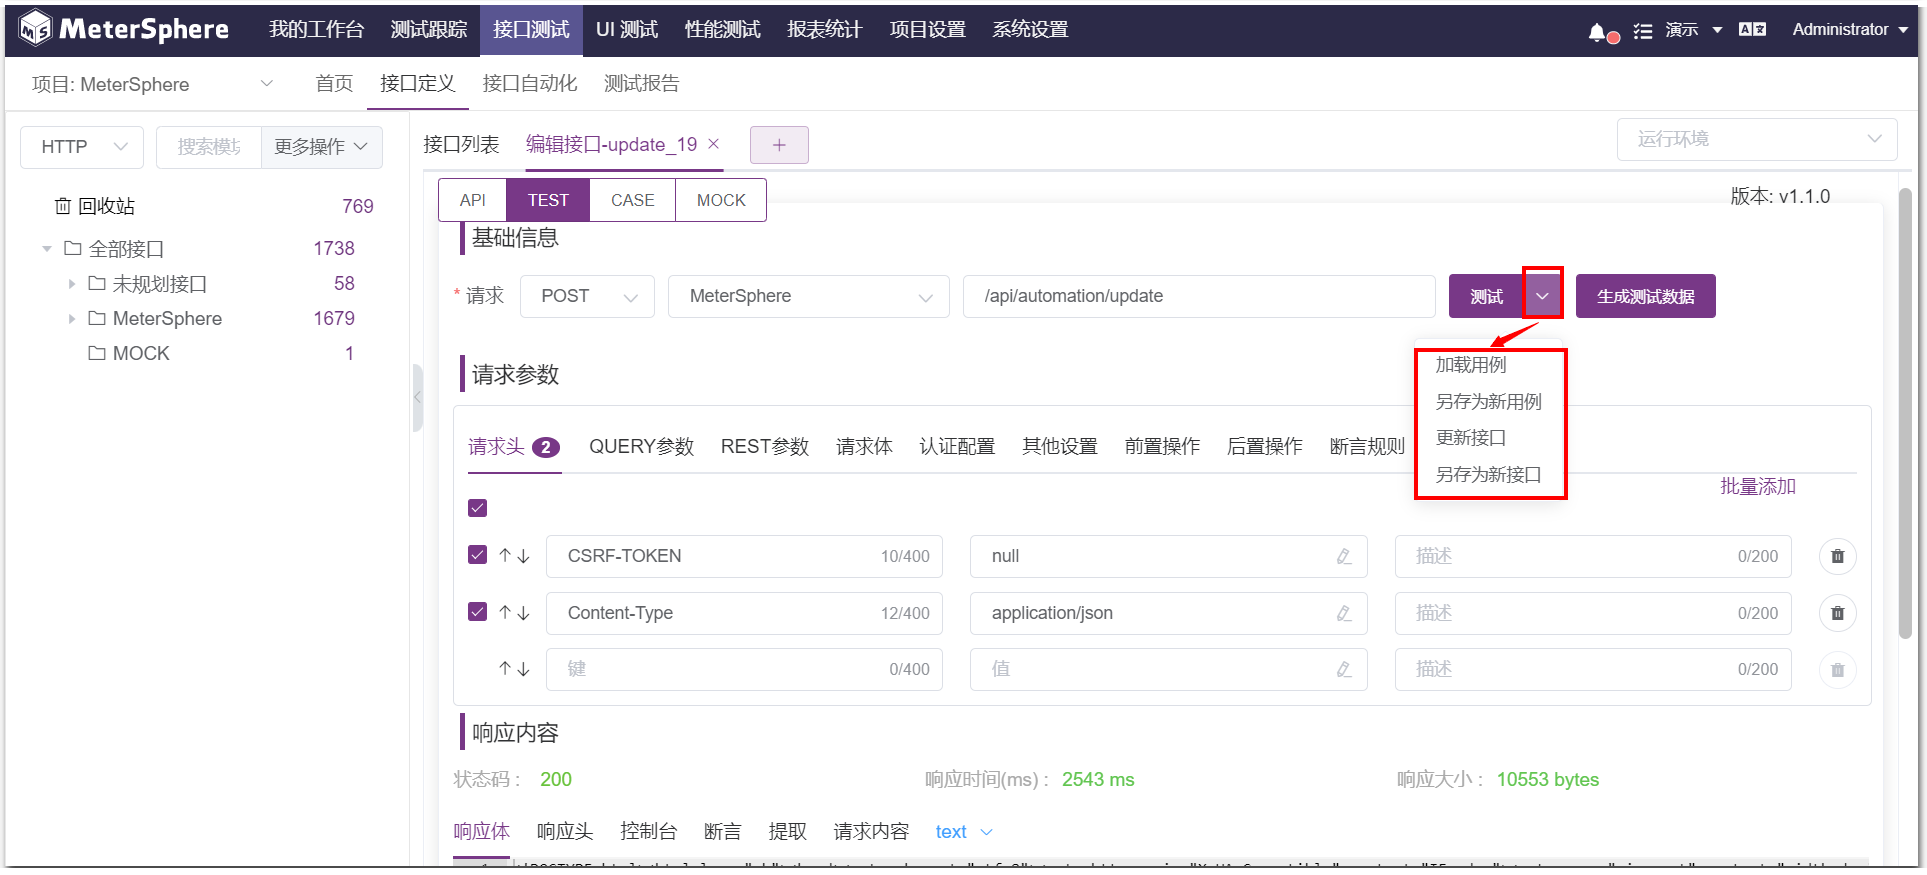 MeterSphere 我的工作台 测试跟踪 接口测试 UI 测试 性能测试 报表统计 项目设置 系统设置 演示 Administrator
项目: MeterSphere 首页 接口定义 接口自动化 测试报告
HTTP 搜索模块 更多操作
接口列表 编辑接口-update_19 × + 运行环境
回收站 769
全部接口 1738
未规划接口 58
MeterSphere 1679
MOCK 1
API TEST CASE MOCK 版本: v1.1.0
基础信息
* 请求 POST MeterSphere /api/automation/update 测试 生成测试数据
加载用例
另存为新用例
更新接口
另存为新接口
请求参数
请求头 2 QUERY参数 REST参数 请求体 认证配置 其他设置 前置操作 后置操作 断言规则
批量添加
CSRF-TOKEN 10/400 null 描述 0/200
Content-Type 12/400 application/json 描述 0/200
键 0/400 值 描述 0/200
响应内容
状态码 : 200 响应时间(ms) : 2543 ms 响应大小 : 10553 bytes
响应体 响应头 控制台 断言 提取 请求内容 text